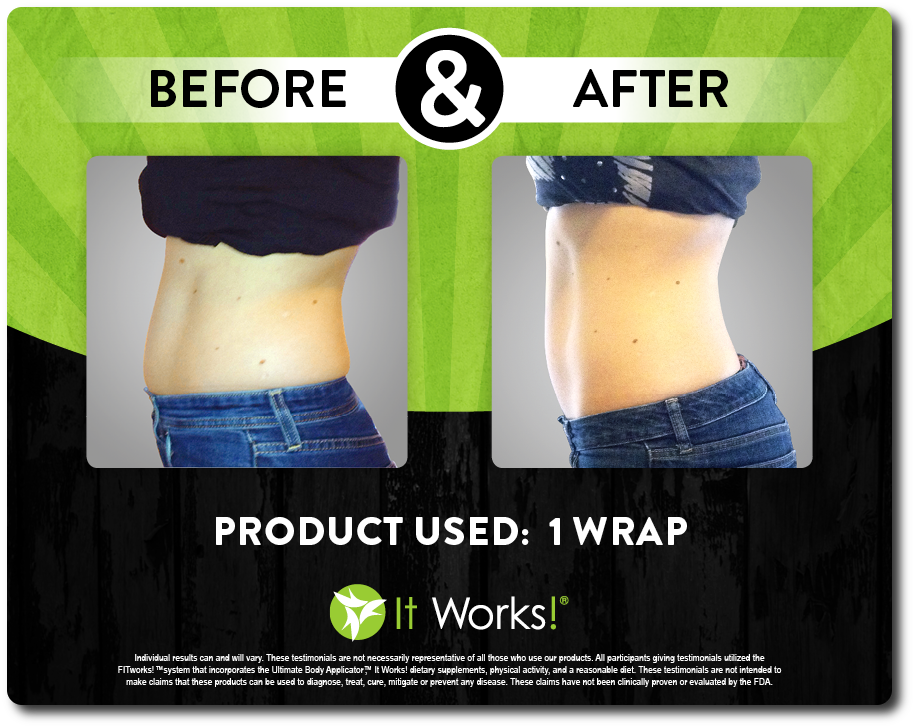 BEFORE & AFTER
PRODUCT USED: 1 WRAP
It Works!®
Individual results can and will vary. These testimonials are not necessarily representative of all those who use our products. All participants giving testimonials utilized the
FITworks! ™system that incorporates the Ultimate Body Applicator,™ It Works! dietary supplements, physical activity, and a reasonable diet. These testimonials are not intended to
make claims that these products can be used to diagnose, treat, cure, mitigate or prevent any disease. These claims have not been clinically proven or evaluated by the FDA.